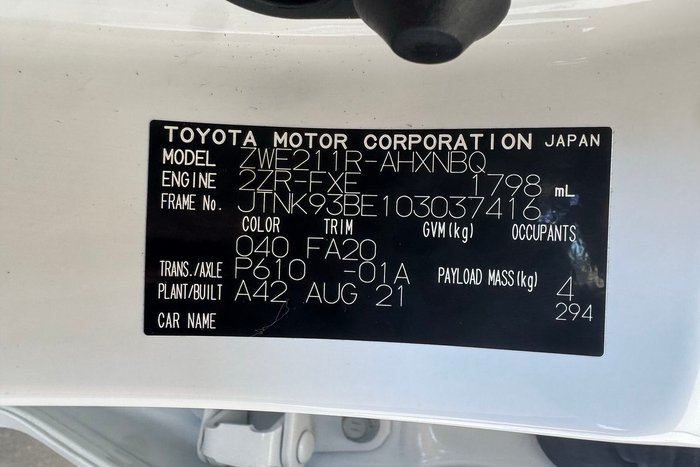 TOYOTA MOTOR CORPORATION JAPAN
MODEL ZWE211R-AHXNBQ
ENGINE 2ZR-FXE 1798 mL
FRAME No. JTNK93BE103037416
COLOR TRIM GVM(kg) OCCUPANTS
040 FA20
TRANS./AXLE P610 -01A PAYLOAD MASS(kg) 4
PLANT/BUILT A42 AUG 21 294
CAR NAME